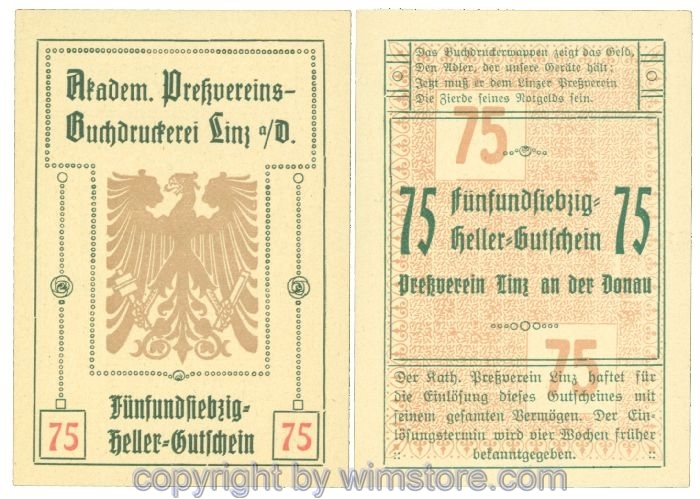 Akadem. Preßvereins-
Buchdruckerei Linz a/D.
Fünfundsiebzig-
Heller-Gutschein
75
75
Das Buchdruckerwappen zeigt das Geld,
Den Adler, der unsere Geräte hält;
Jetzt muß er dem Linzer Preßverein
Die Zierde seines Notgelds sein.
75
75
Fünfundsiebzig-
Heller-Gutschein
75
Preßverein Linz an der Donau
75
Der Kath. Preßverein Linz haftet für
die Einlösung dieses Gutscheines mit
seinem gesamten Vermögen. Der Ein-
lösungstermin wird vier Wochen früher
:: bekanntgegeben. ::
copyright by wimstore.com